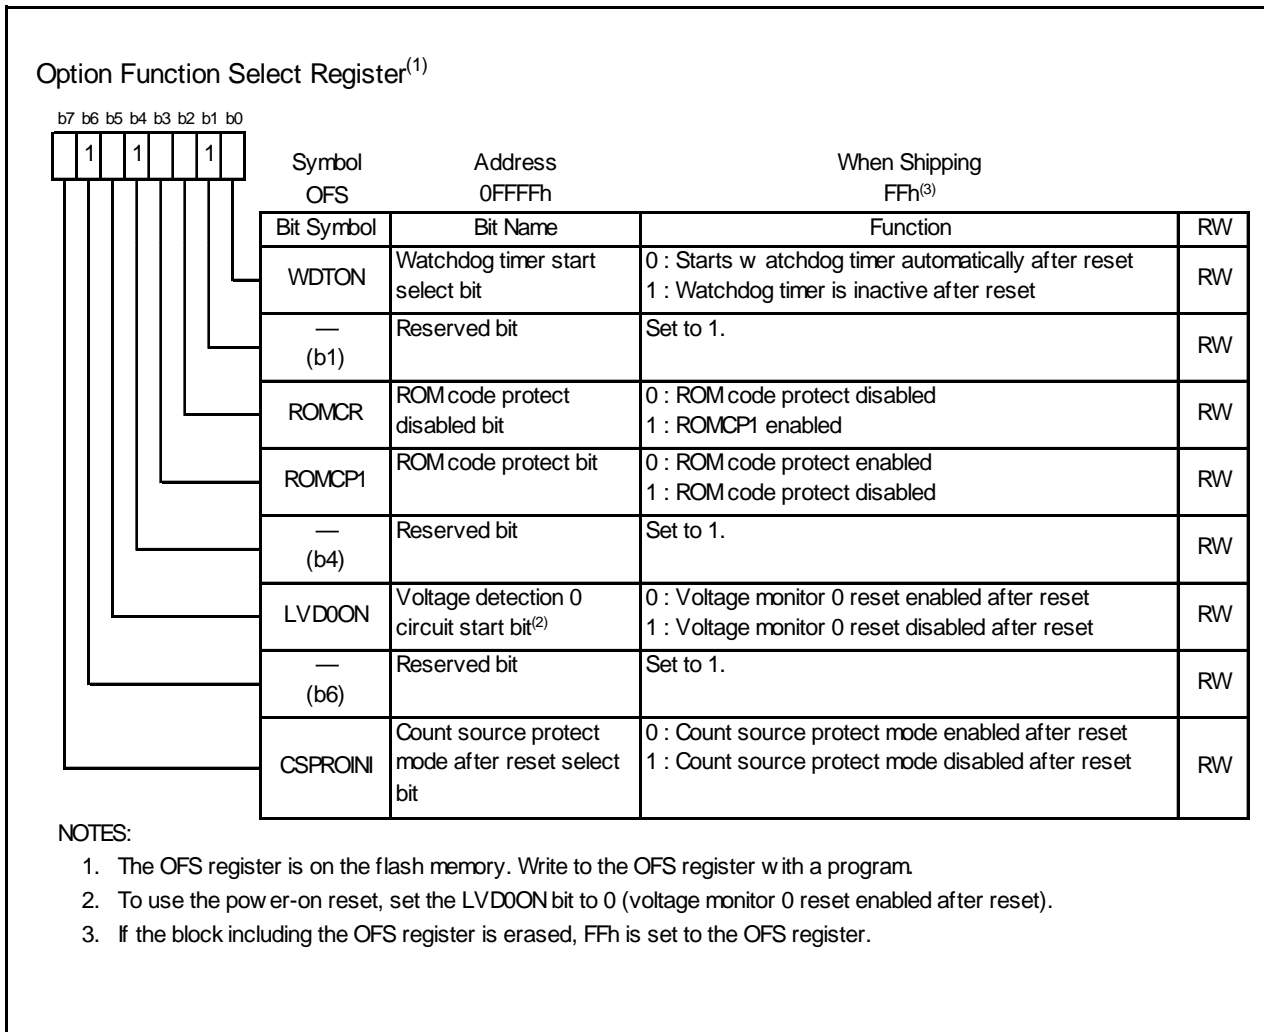 Option Function Select Register(1)
b7 b6 b5 b4 b3 b2 b1 b0
1 1 1
Symbol Address When Shipping
OFS 0FFFFh FFh(3)
Bit Symbol Bit Name Function RW
WDTON Watchdog timer start select bit 0 : Starts w atchdog timer automatically after reset
1 : Watchdog timer is inactive after reset RW
— (b1) Reserved bit Set to 1. RW
ROMCR ROM code protect disabled bit 0 : ROM code protect disabled
1 : ROMCP1 enabled RW
ROMCP1 ROM code protect bit 0 : ROM code protect enabled
1 : ROM code protect disabled RW
— (b4) Reserved bit Set to 1. RW
LVD0ON Voltage detection 0 circuit start bit(2) 0 : Voltage monitor 0 reset enabled after reset
1 : Voltage monitor 0 reset disabled after reset RW
— (b6) Reserved bit Set to 1. RW
CSPROINI Count source protect mode after reset select bit 0 : Count source protect mode enabled after reset
1 : Count source protect mode disabled after reset RW
NOTES:
1. The OFS register is on the flash memory. Write to the OFS register w ith a program.
2. To use the pow er-on reset, set the LVD0ON bit to 0 (voltage monitor 0 reset enabled after reset).
3. If the block including the OFS register is erased, FFh is set to the OFS register.